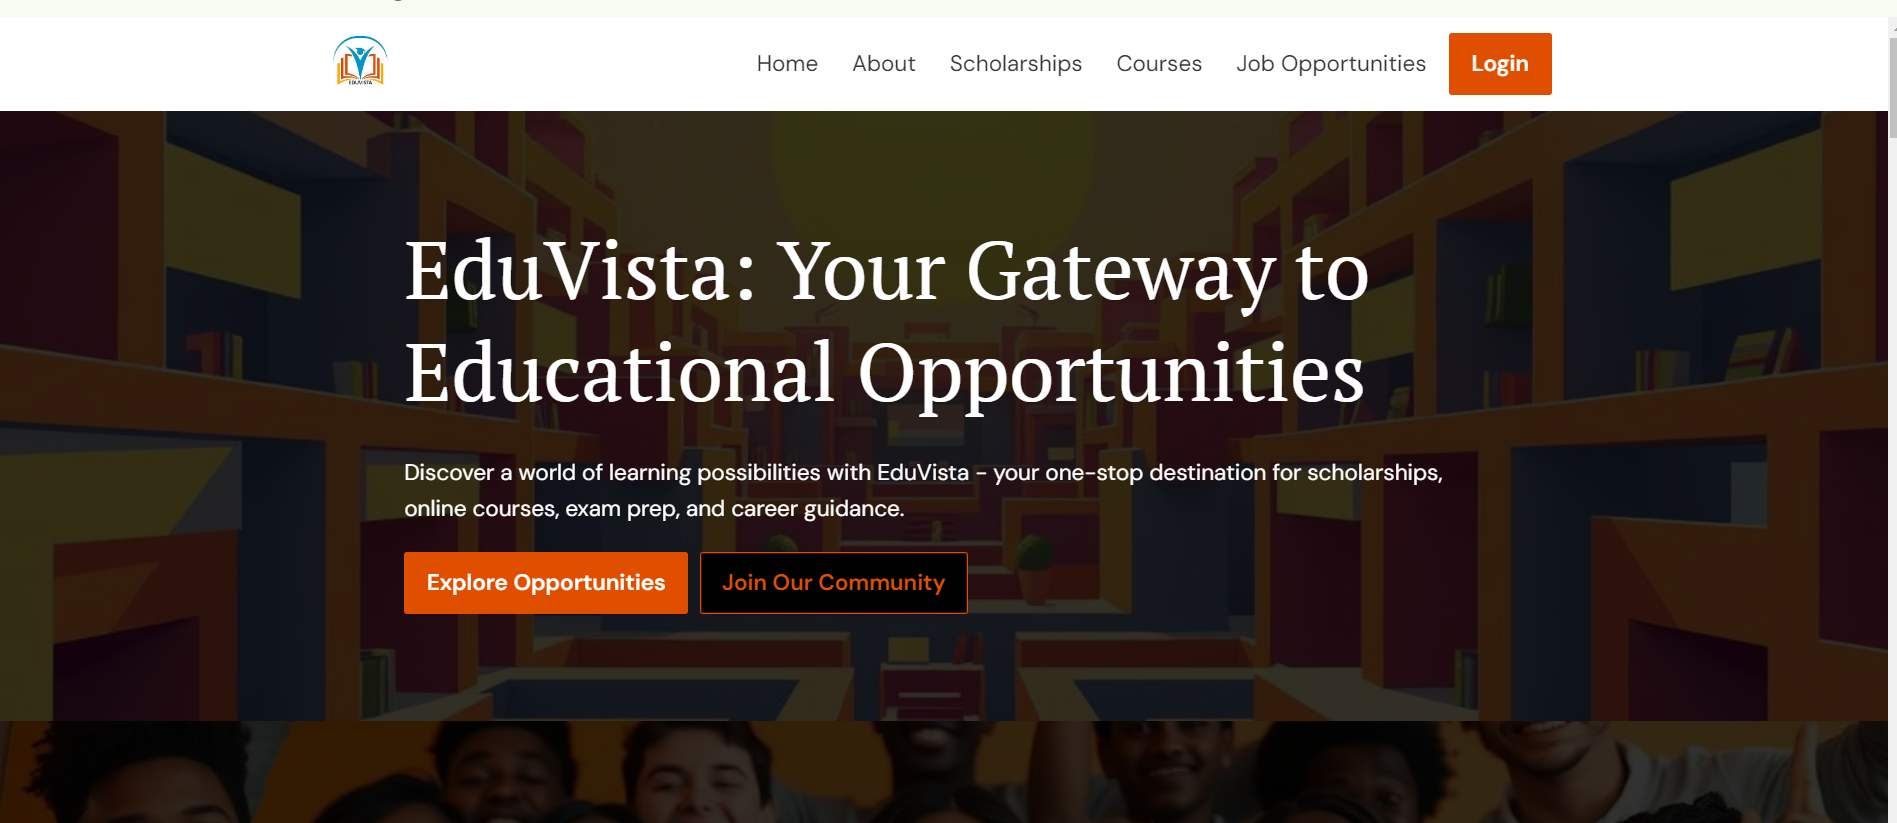 EDUVISTA
Home About Scholarships Courses Job Opportunities Login
EduVista: Your Gateway to
Educational Opportunities
Discover a world of learning possibilities with EduVista - your one-stop destination for scholarships,
online courses, exam prep, and career guidance.
Explore Opportunities Join Our Community